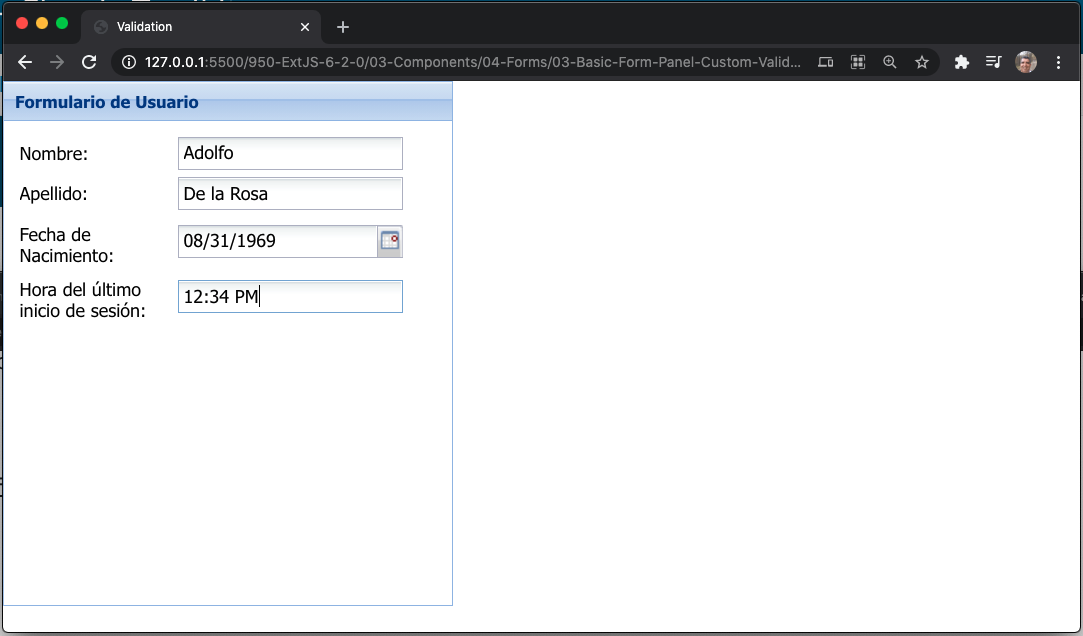 Validation
127.0.0.1:5500/950-ExtJS-6-2-0/03-Components/04-Forms/03-Basic-Form-Panel-Custom-Valid...
Formulario de Usuario
Nombre: Adolfo
Apellido: De la Rosa
Fecha de
Nacimiento: 08/31/1969
Hora del último
inicio de sesión: 12:34 PM